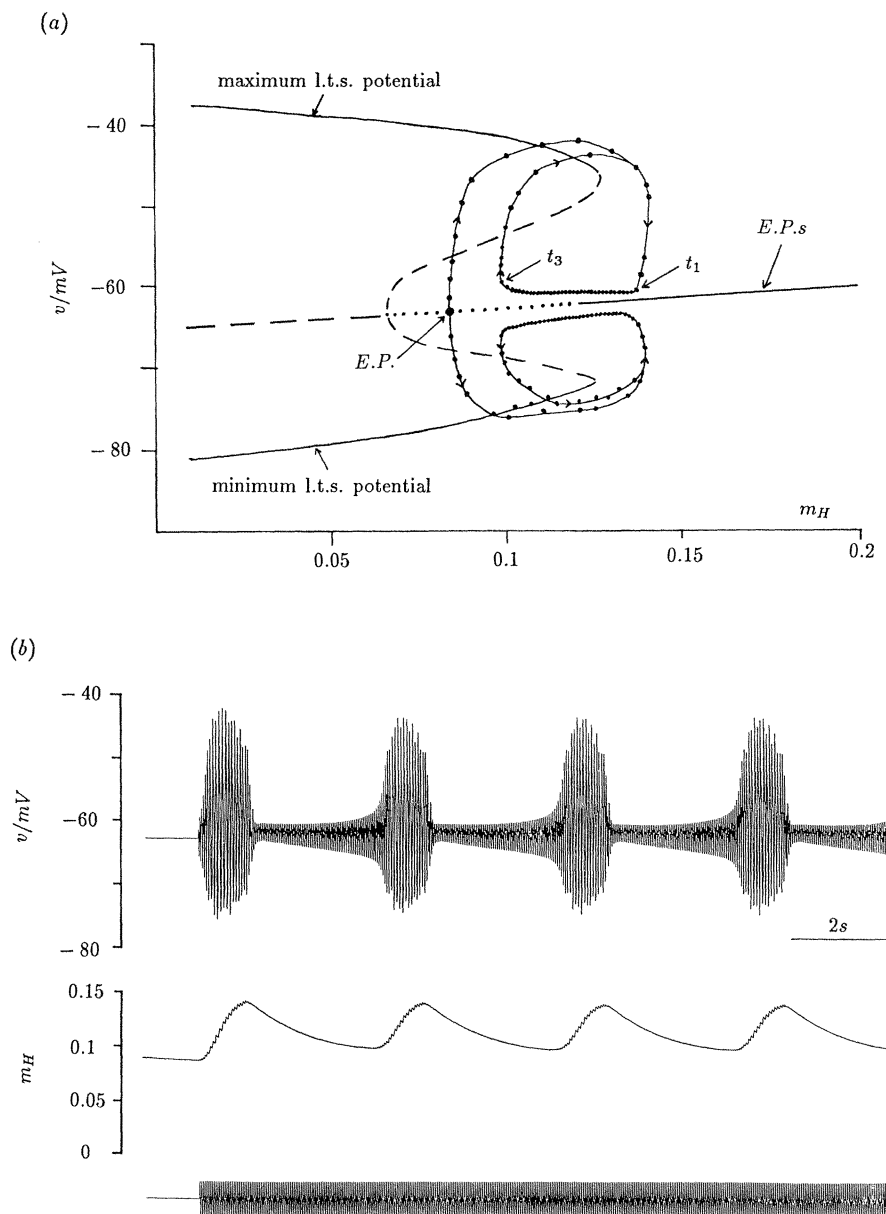 (a)
maximum l.t.s. potential
− 40
E.P.s
t₃
t₁
v/mV
− 60
E.P.
− 80
minimum l.t.s. potential
m_H
0.05
0.1
0.15
0.2
(b)
− 40
v/mV
− 60
2s
− 80
0.15
0.1
m_H
0.05
0